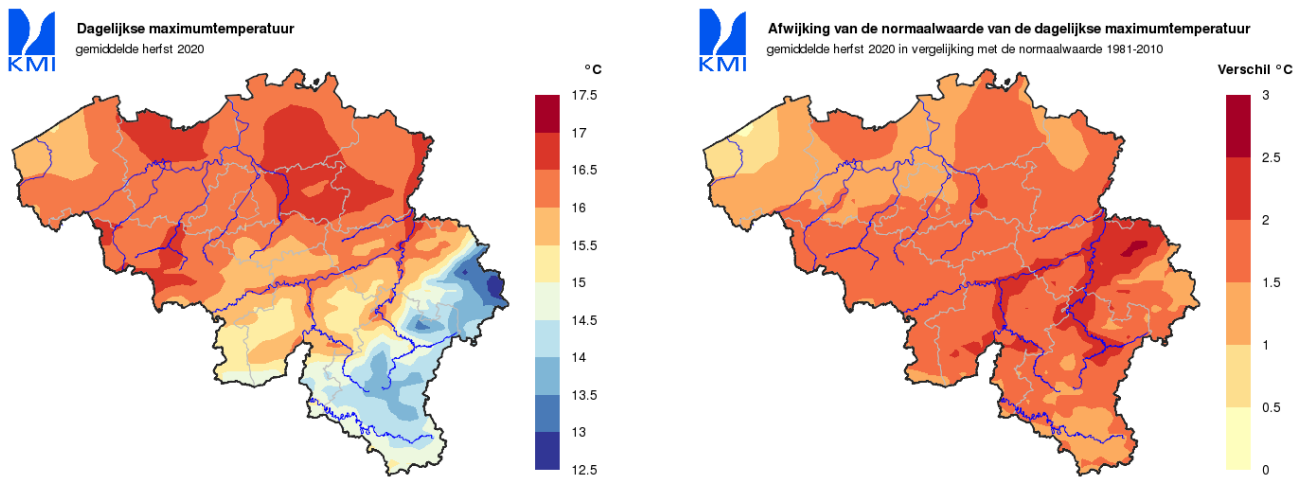 KMI
Dagelijkse maximumtemperatuur
gemiddelde herfst 2020
°C
17.5
17
16.5
16
15.5
15
14.5
14
13.5
13
12.5
KMI
Afwijking van de normaalwaarde van de dagelijkse maximumtemperatuur
gemiddelde herfst 2020 in vergelijking met de normaalwaarde 1981-2010
Verschil °C
3
2.5
2
1.5
1
0.5
0